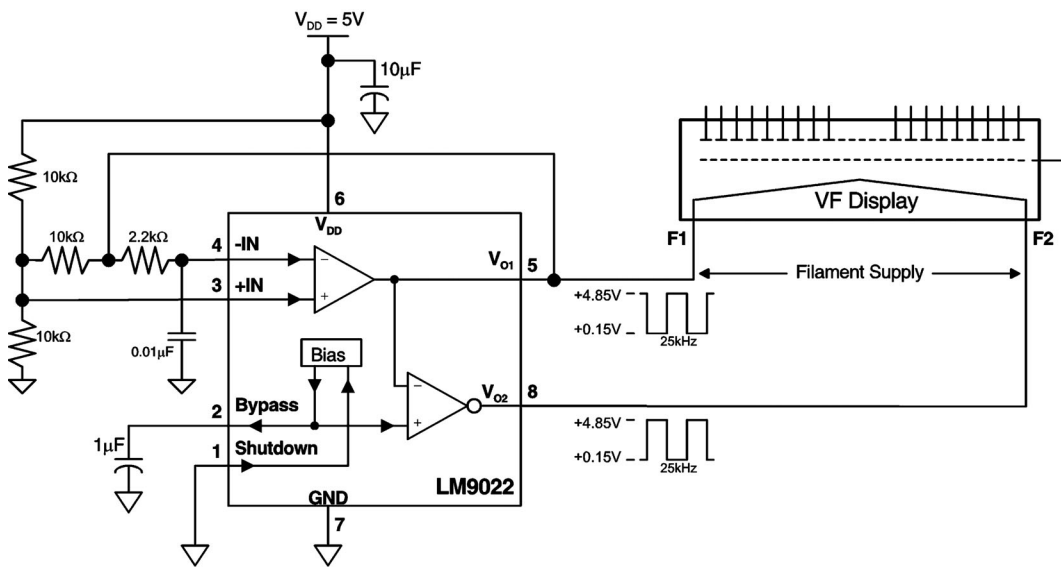 V_DD = 5V
10µF
10kΩ
6
V_DD
VF Display
10kΩ
2.2kΩ
4
-IN
V_O1
5
F1
F2
Filament Supply
3
+IN
+4.85V
+0.15V
25kHz
10kΩ
0.01µF
Bias
V_O2
8
2
Bypass
+4.85V
+0.15V
25kHz
1µF
1
Shutdown
LM9022
GND
7